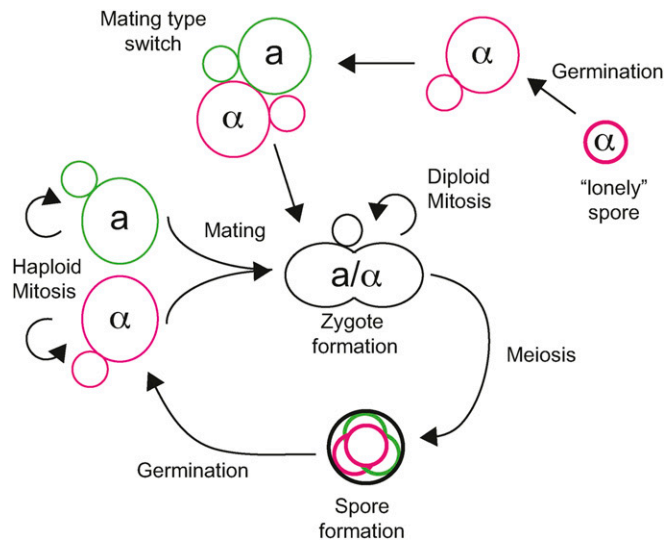 Mating type
switch
a
α
α
Germination
α
“lonely”
spore
Diploid
Mitosis
a
Mating
Haploid
Mitosis
a/α
α
Zygote
formation
Meiosis
Germination
Spore
formation